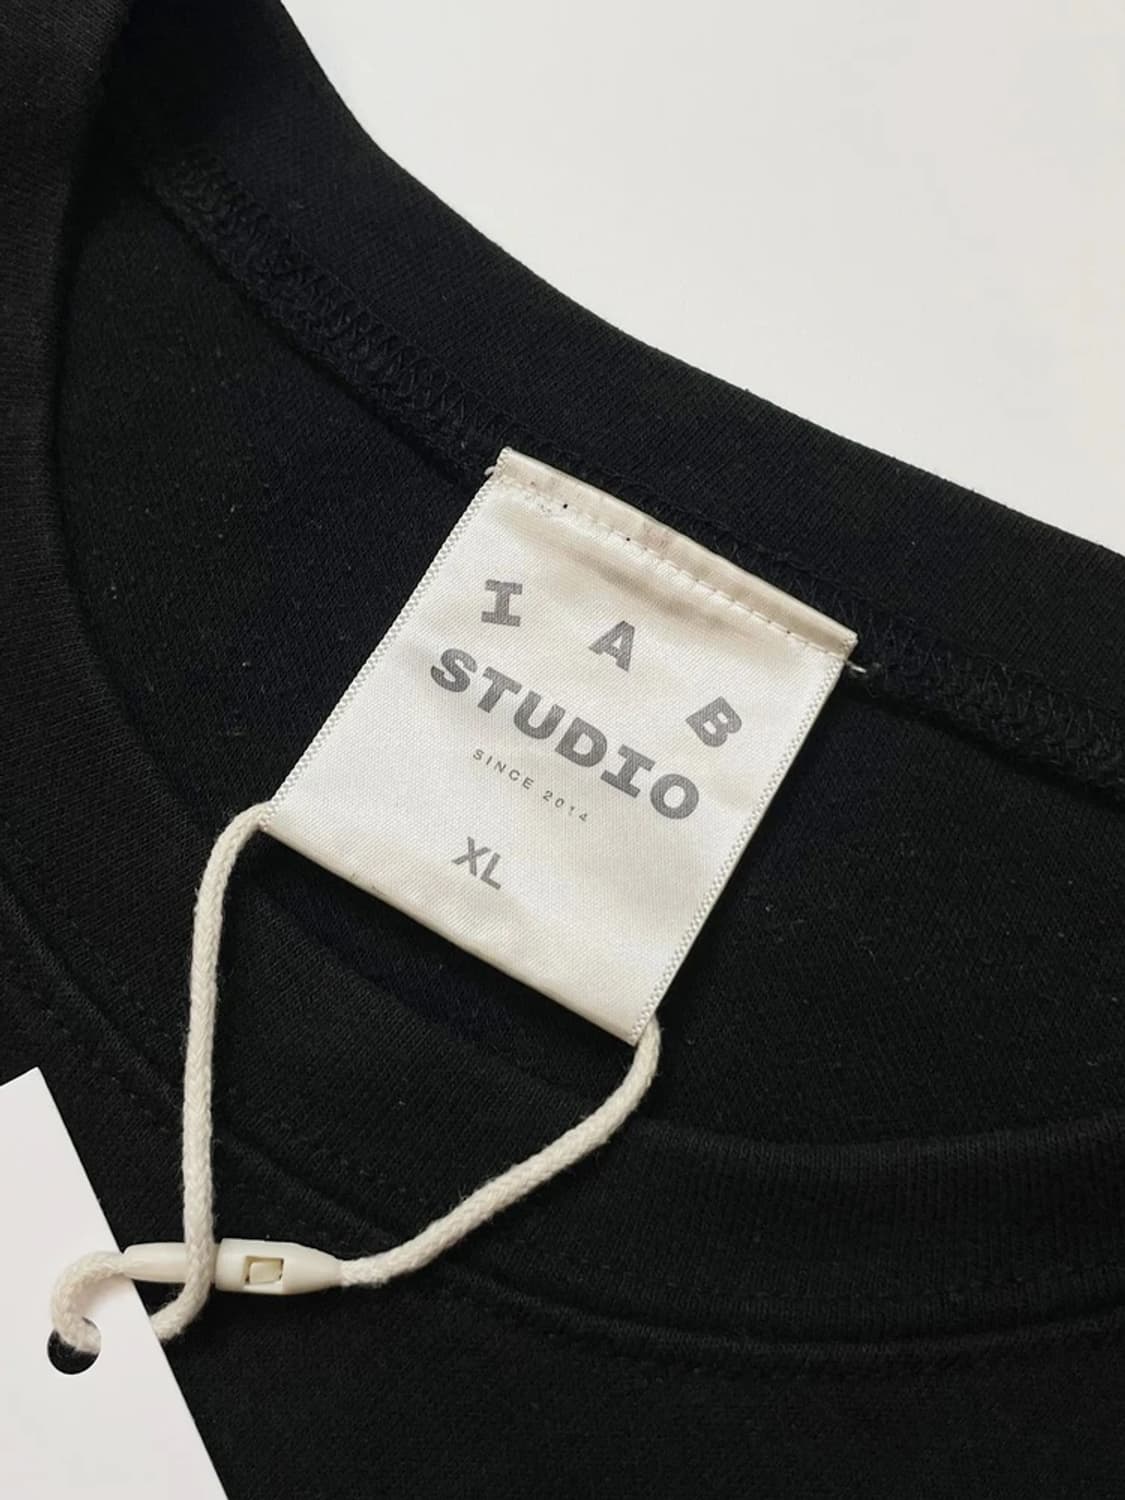 I A B
STUDIO
SINCE 2014
XL